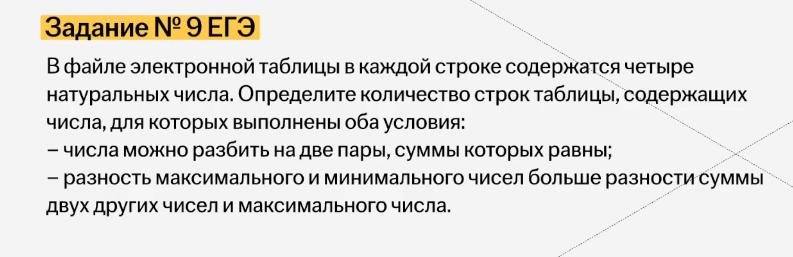 Задание № 9 ЕГЭ
В файле электронной таблицы в каждой строке содержатся четыре
натуральных числа. Определите количество строк таблицы, содержащих
числа, для которых выполнены оба условия:
– числа можно разбить на две пары, суммы которых равны;
– разность максимального и минимального чисел больше разности суммы
двух других чисел и максимального числа.